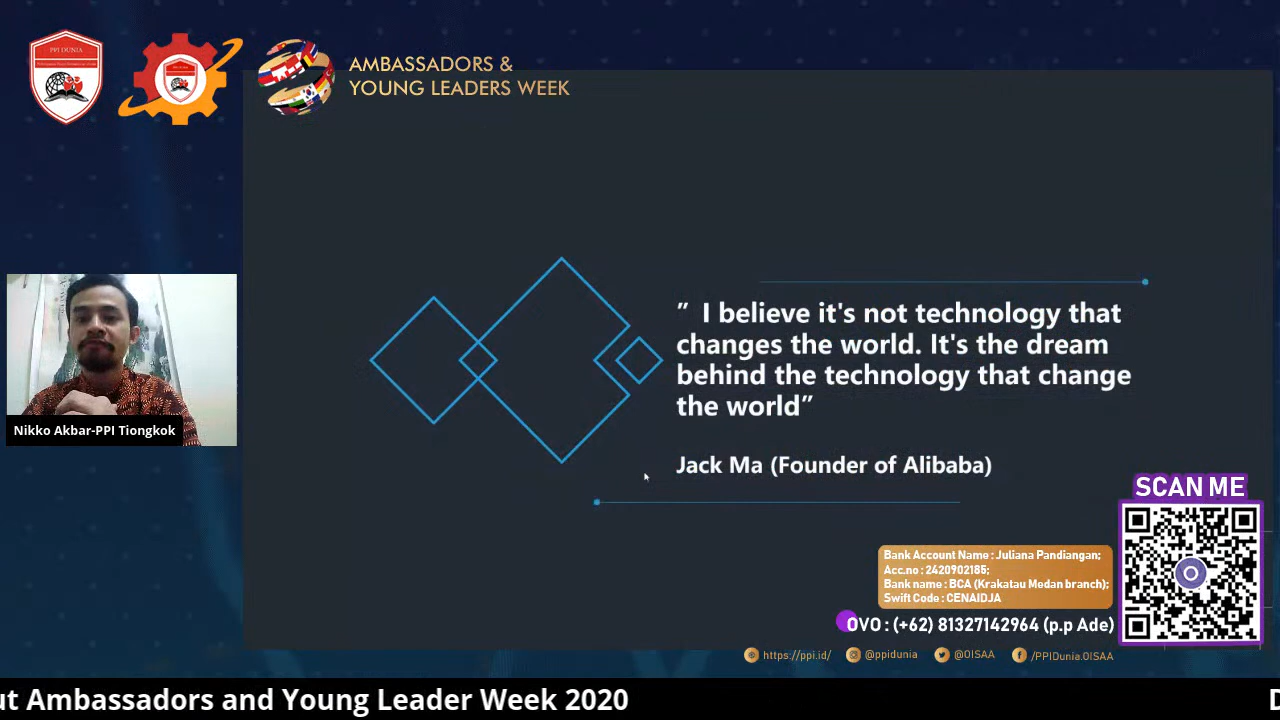 PPI DUNIA
AMBASSADORS &
YOUNG LEADERS WEEK
” I believe it's not technology that
changes the world. It's the dream
behind the technology that change
the world”
Jack Ma (Founder of Alibaba)
Nikko Akbar-PPI Tiongkok
SCAN ME
Bank Account Name : Juliana Pandiangan;
Acc.no : 2420902185;
Bank name : BCA (Krakatau Medan branch);
Swift Code : CENAIDJA
OVO : (+62) 81327142964 (p.p Ade)
https://ppi.id/ @ppidunia @OISAA /PPIDunia.OISAA
ut Ambassadors and Young Leader Week 2020 D